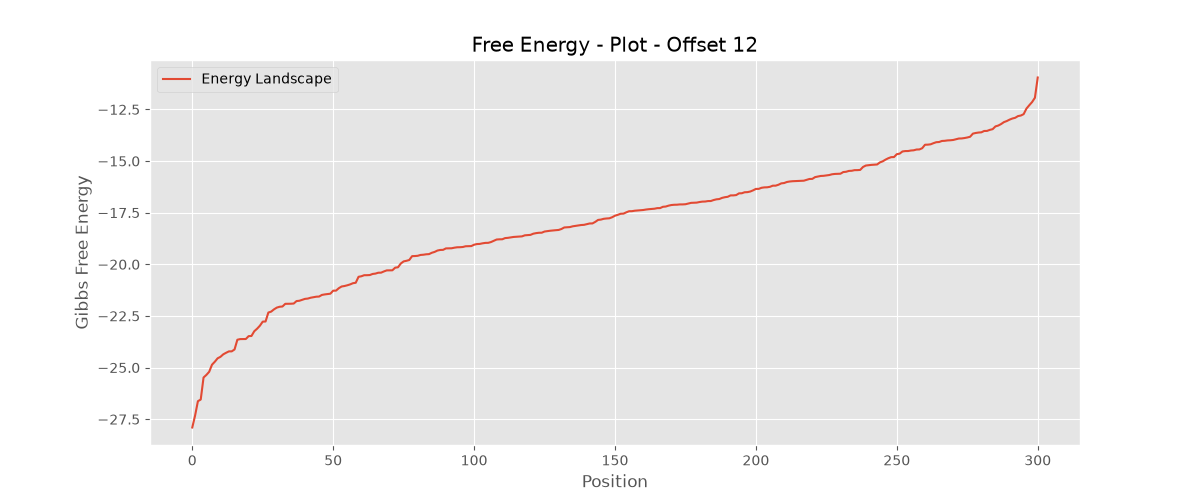 Free Energy - Plot - Offset 12
Energy Landscape
Gibbs Free Energy
−12.5
−15.0
−17.5
−20.0
−22.5
−25.0
−27.5
0 50 100 150 200 250 300
Position